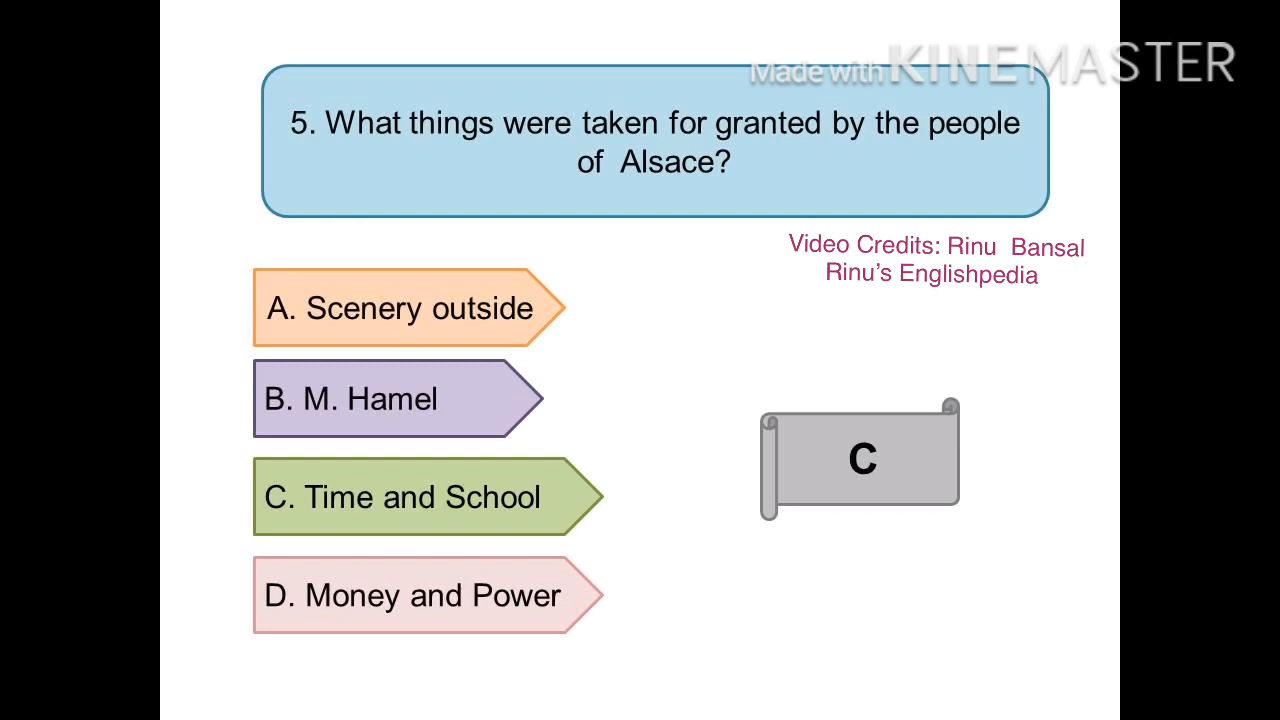 Made with KINEMASTER
5. What things were taken for granted by the people
of Alsace?
Video Credits: Rinu Bansal
Rinu's Englishpedia
A. Scenery outside
B. M. Hamel
C. Time and School
D. Money and Power
C